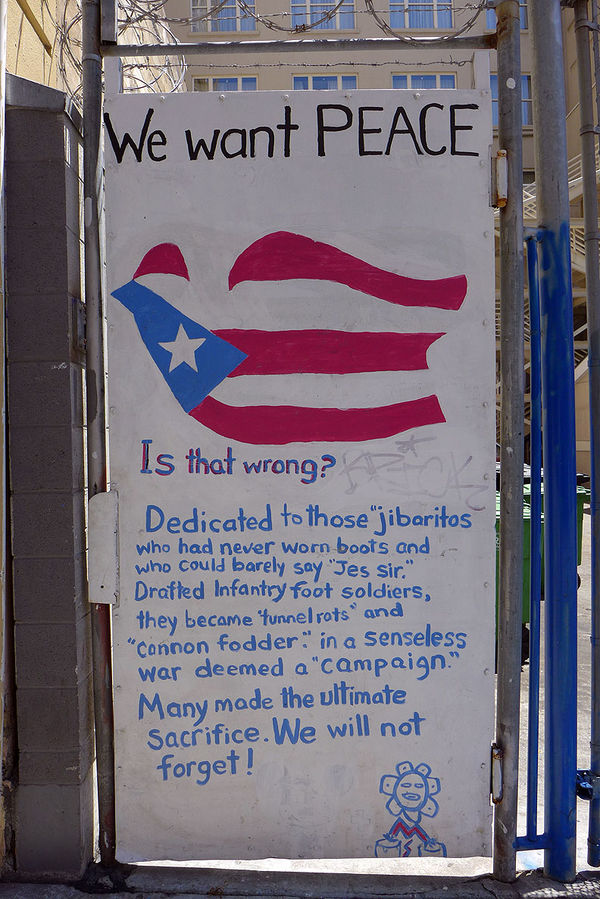 We want PEACE
Is that wrong?
Dedicated to those "jibaritos
who had never worn boots and
who could barely say "Jes sir."
Drafted Infantry foot soldiers,
they became "tunnel rats" and
"cannon fodder." in a senseless
war deemed a "campaign."
Many made the ultimate
sacrifice. We will not
forget!